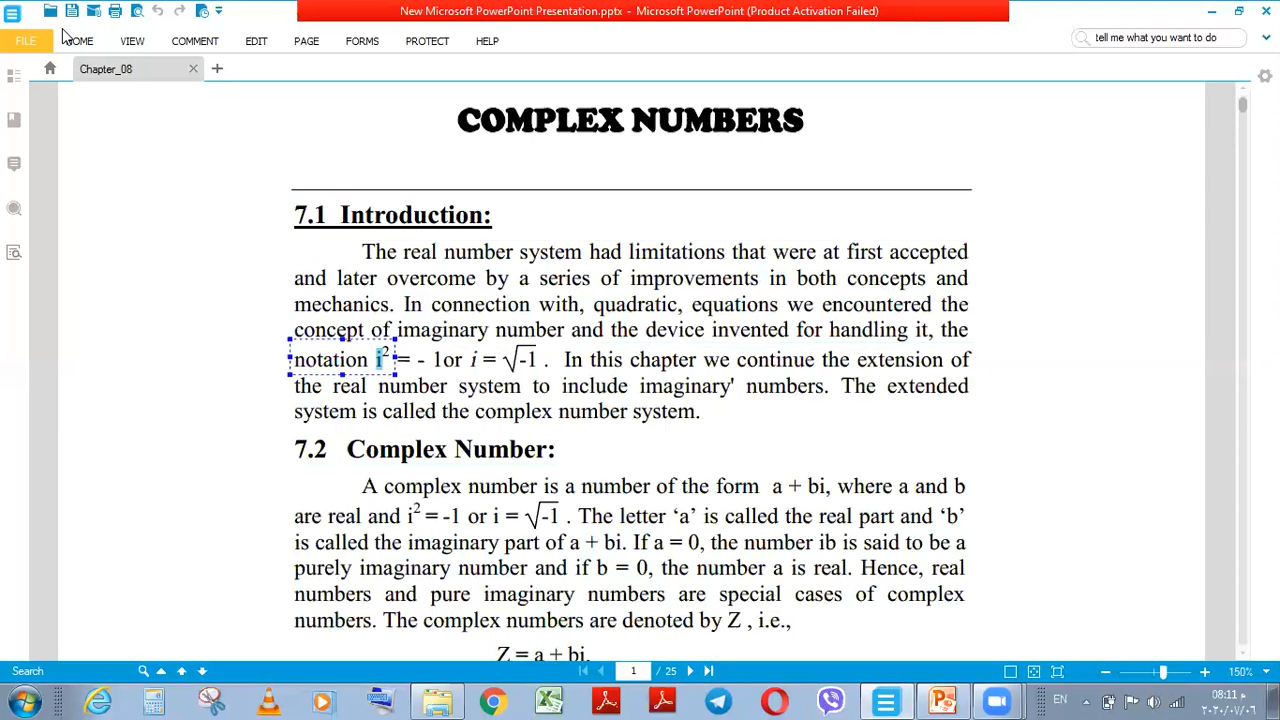 New Microsoft PowerPoint Presentation.pptx - Microsoft PowerPoint (Product Activation Failed)
FILE HOME VIEW COMMENT EDIT PAGE FORMS PROTECT HELP
tell me what you want to do
Chapter_08
COMPLEX NUMBERS
7.1 Introduction:
The real number system had limitations that were at first accepted
and later overcome by a series of improvements in both concepts and
mechanics. In connection with, quadratic, equations we encountered the
concept of imaginary number and the device invented for handling it, the
notation i² = - 1or i = √-1 . In this chapter we continue the extension of
the real number system to include imaginary' numbers. The extended
system is called the complex number system.
7.2 Complex Number:
A complex number is a number of the form a + bi, where a and b
are real and i² = -1 or i = √-1 . The letter ‘a’ is called the real part and ‘b’
is called the imaginary part of a + bi. If a = 0, the number ib is said to be a
purely imaginary number and if b = 0, the number a is real. Hence, real
numbers and pure imaginary numbers are special cases of complex
numbers. The complex numbers are denoted by Z , i.e.,
Z = a + bi.
Search 1 / 25 150%
EN
08:11 م
٢٠٢٠/٠٧/٠٦